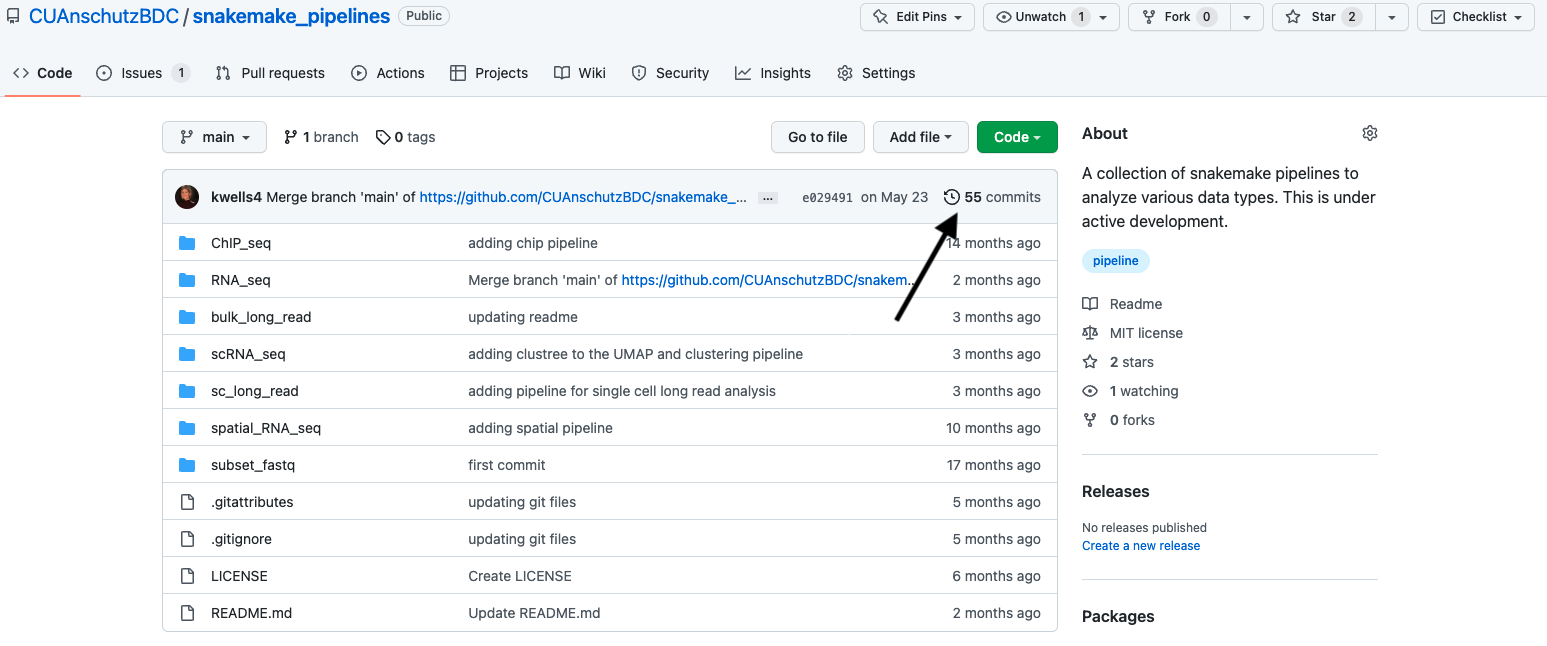 CUAnschutzBDC / snakemake_pipelines Public Edit Pins Unwatch 1 Fork 0 Star 2 Checklist
<> Code Issues 1 Pull requests Actions Projects Wiki Security Insights Settings
main 1 branch 0 tags Go to file Add file Code
kwells4 Merge branch 'main' of https://github.com/CUAnschutzBDC/snakemake_... ... e029491 on May 23 55 commits
ChIP_seq adding chip pipeline 14 months ago
RNA_seq Merge branch 'main' of https://github.com/CUAnschutzBDC/snakem... 2 months ago
bulk_long_read updating readme 3 months ago
scRNA_seq adding clustree to the UMAP and clustering pipeline 3 months ago
sc_long_read adding pipeline for single cell long read analysis 3 months ago
spatial_RNA_seq adding spatial pipeline 10 months ago
subset_fastq first commit 17 months ago
.gitattributes updating git files 5 months ago
.gitignore updating git files 5 months ago
LICENSE Create LICENSE 6 months ago
README.md Update README.md 2 months ago
About
A collection of snakemake pipelines to
analyze various data types. This is under
active development.
pipeline
Readme
MIT license
2 stars
1 watching
0 forks
Releases
No releases published
Create a new release
Packages